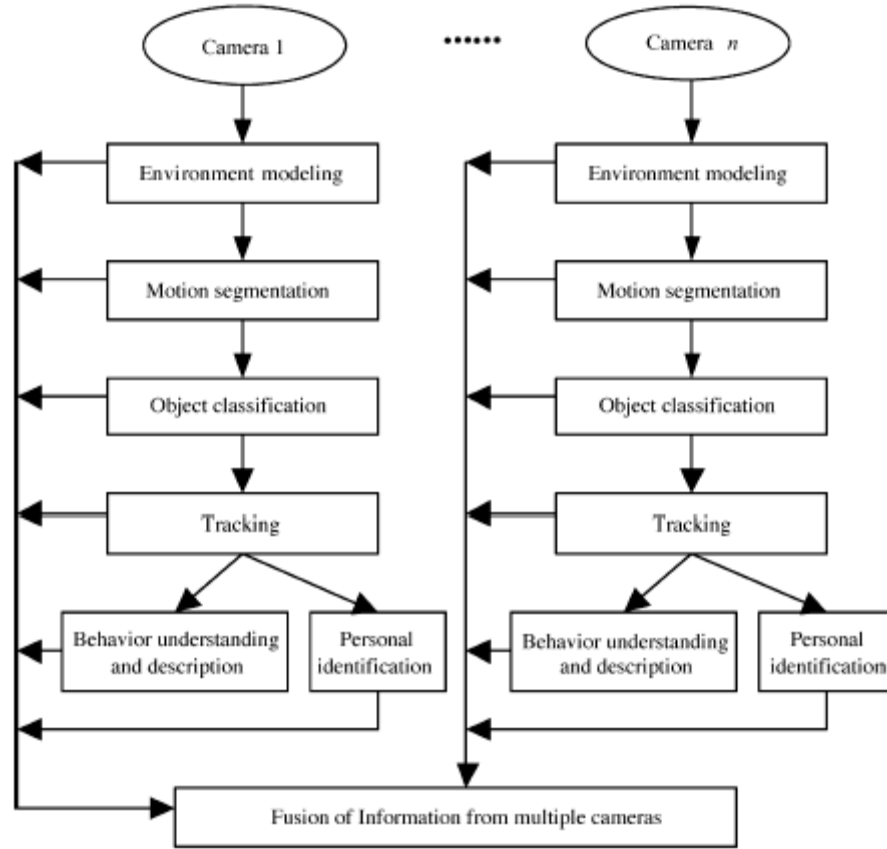 Camera 1
......
Camera n
Environment modeling
Environment modeling
Motion segmentation
Motion segmentation
Object classification
Object classification
Tracking
Tracking
Behavior understanding
and description
Personal
identification
Behavior understanding
and description
Personal
identification
Fusion of Information from multiple cameras